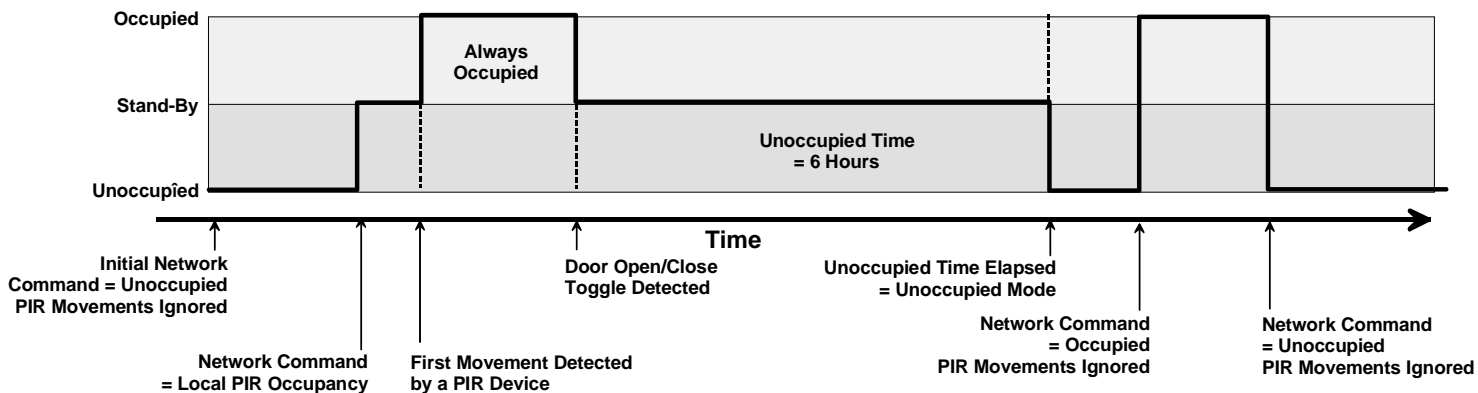 Occupied
Always
Occupied
Stand-By
Unoccupied Time
= 6 Hours
Unoccupied
Time
Initial Network
Command = Unoccupied
PIR Movements Ignored
Door Open/Close
Toggle Detected
Unoccupied Time Elapsed
= Unoccupied Mode
Network Command
= Local PIR Occupancy
First Movement Detected
by a PIR Device
Network Command
= Occupied
PIR Movements Ignored
Network Command
= Unoccupied
PIR Movements Ignored